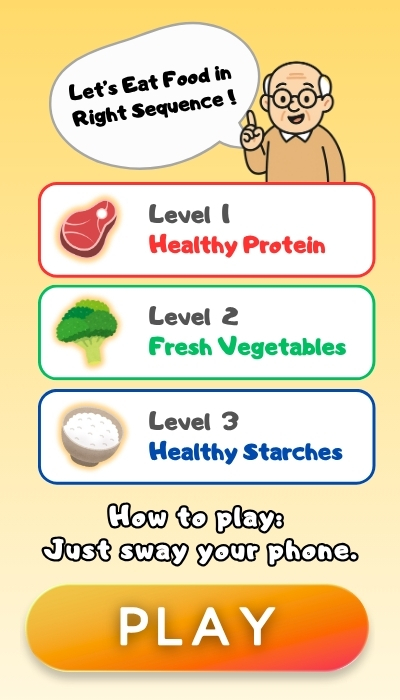 Let's Eat Food in
Right Sequence !
Level 1
Healthy Protein
Level 2
Fresh Vegetables
Level 3
Healthy Starches
How to play:
Just sway your phone.
PLAY